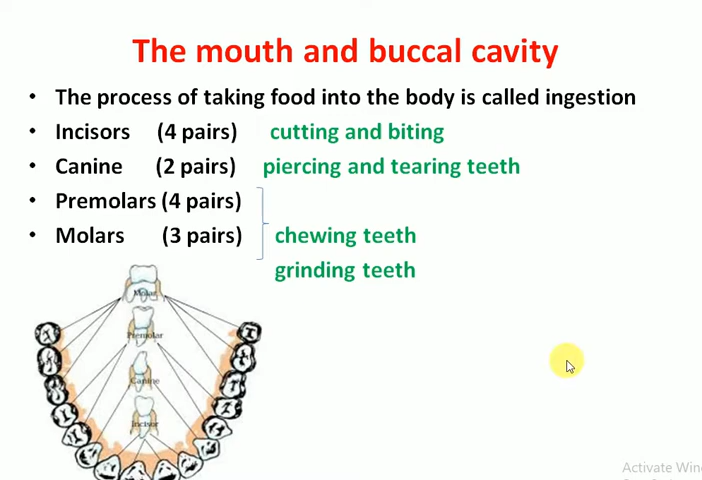 The mouth and buccal cavity
• The process of taking food into the body is called ingestion
• Incisors (4 pairs) cutting and biting
• Canine (2 pairs) piercing and tearing teeth
• Premolars (4 pairs)
• Molars (3 pairs) chewing teeth
grinding teeth
Molar
Premolar
Canine
Incisor
Activate Win